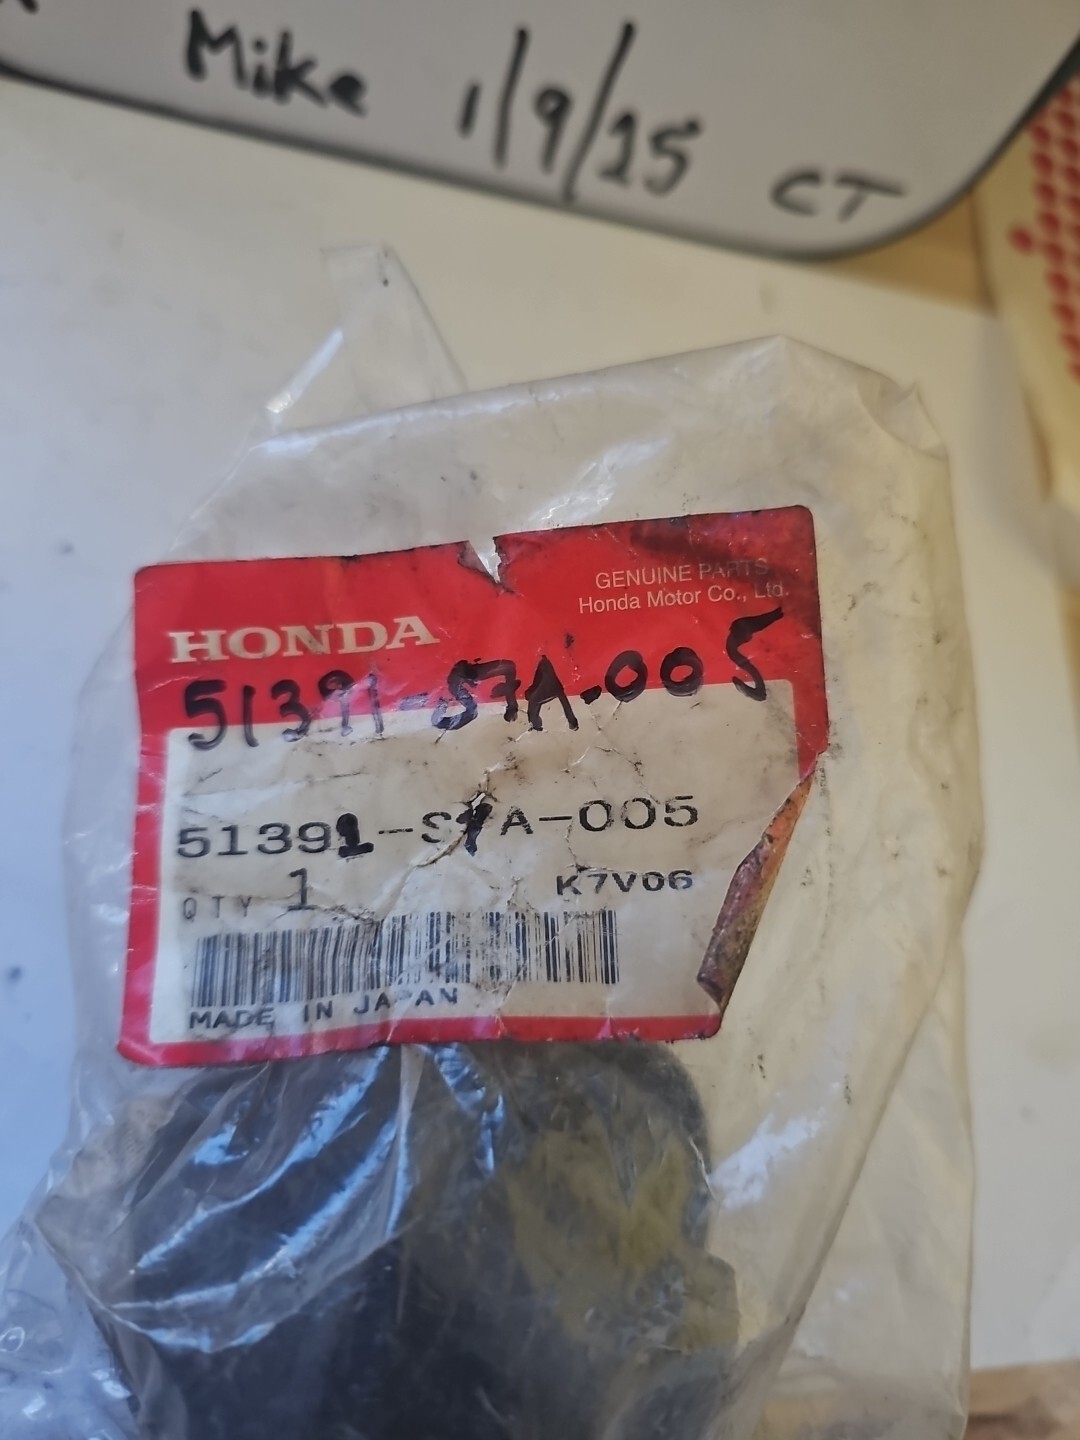 Mike 1/9/25 CT
GENUINE PARTS
Honda Motor Co., Ltd.
HONDA
51391-S7A-005
51391-S7A-005
QTY 1 K7V06
MADE IN JAPAN